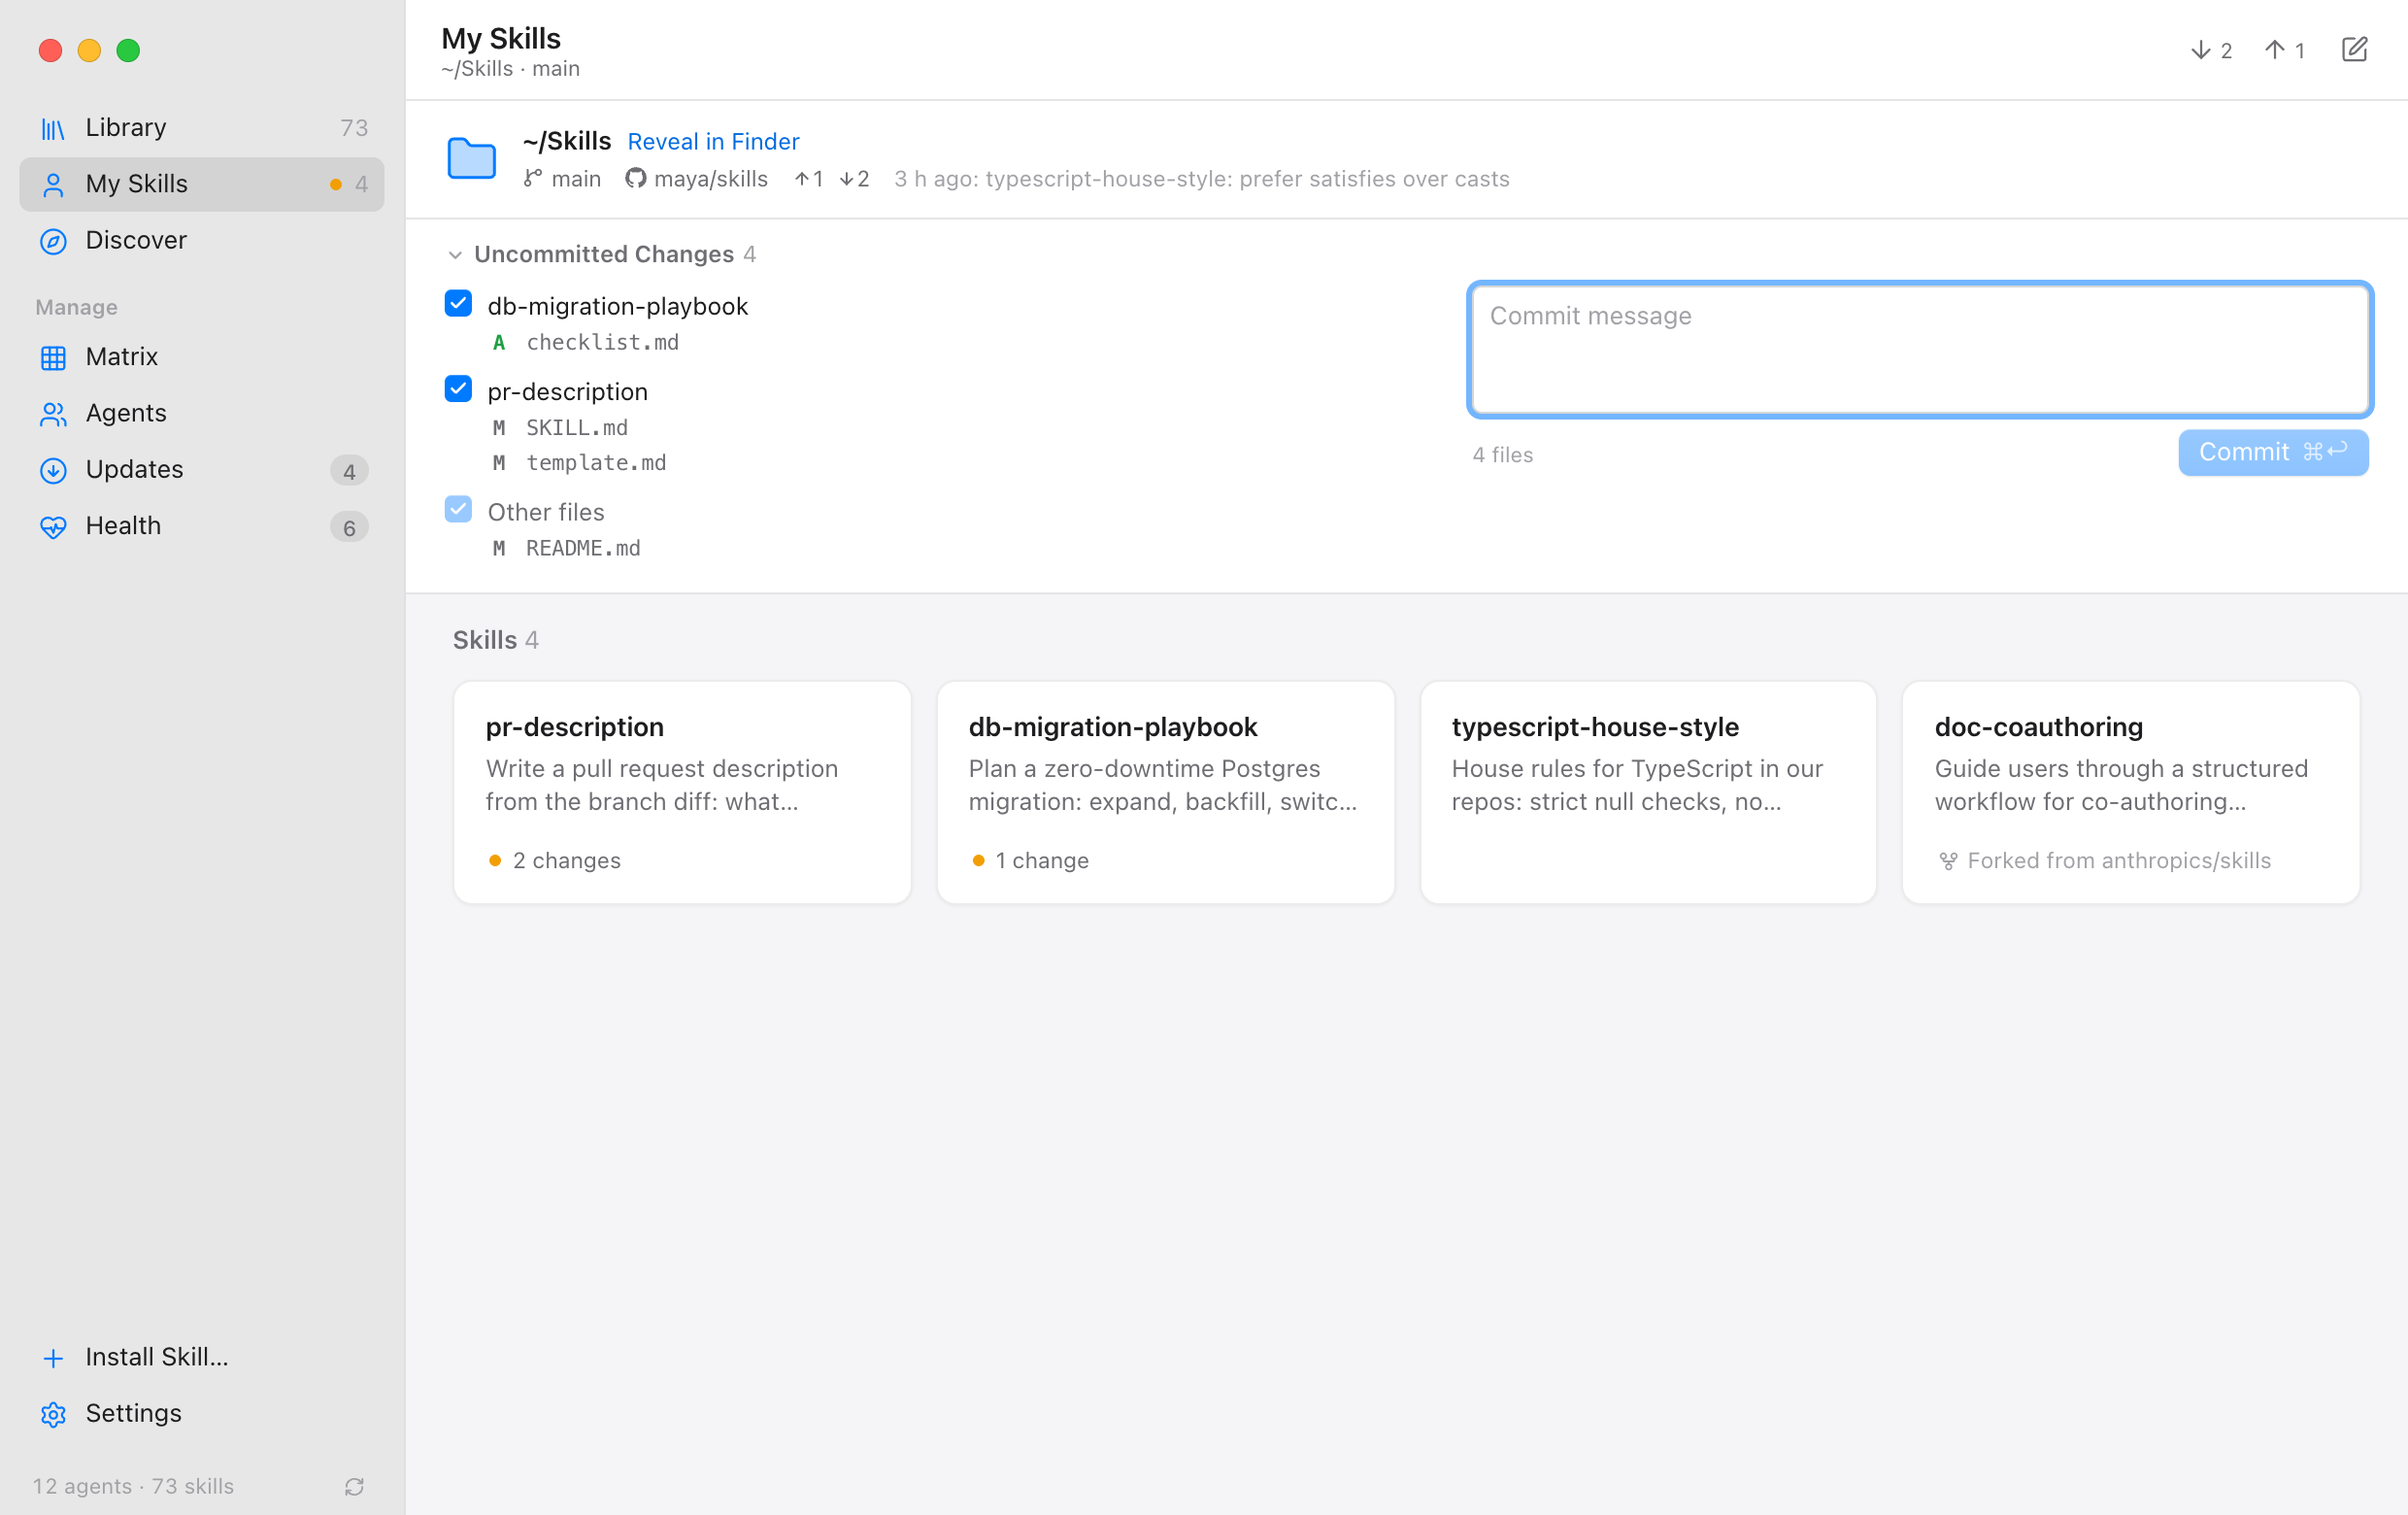 My Skills
~/Skills · main
2
1
Library 73
My Skills 4
Discover
Manage
Matrix
Agents
Updates 4
Health 6
Install Skill...
Settings
12 agents · 73 skills
~/Skills Reveal in Finder
main maya/skills ↑1 ↓2 3 h ago: typescript-house-style: prefer satisfies over casts
Uncommitted Changes 4
db-migration-playbook
A checklist.md
pr-description
M SKILL.md
M template.md
Other files
M README.md
Commit message
4 files
Commit ⌘↩
Skills 4
pr-description
Write a pull request description
from the branch diff: what...
2 changes
db-migration-playbook
Plan a zero-downtime Postgres
migration: expand, backfill, switc...
1 change
typescript-house-style
House rules for TypeScript in our
repos: strict null checks, no...
doc-coauthoring
Guide users through a structured
workflow for co-authoring...
Forked from anthropics/skills